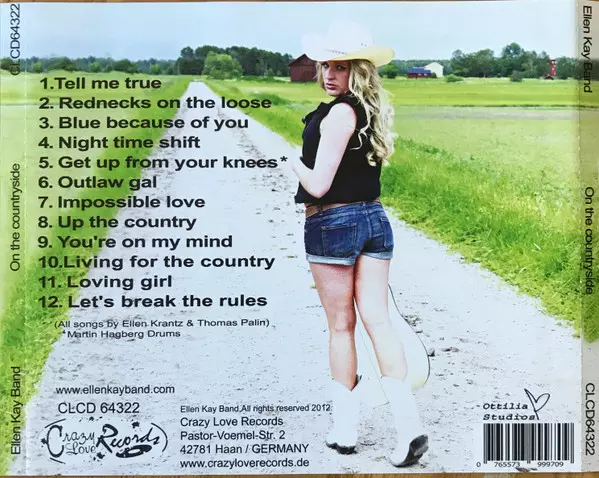 CLCD64322
On the countryside
Ellen Kay Band
1.Tell me true
2. Rednecks on the loose
3. Blue because of you
4. Night time shift
5. Get up from your knees*
6. Outlaw gal
7. Impossible love
8. Up the country
9. You're on my mind
10.Living for the country
11. Loving girl
12. Let's break the rules
(All songs by Ellen Krantz & Thomas Palin)
*Martin Hagberg Drums
www.ellenkayband.com
CLCD 64322
Crazy Love Records
Ellen Kay Band,All rights reserved 2012
Crazy Love Records
Pastor-Voemel-Str. 2
42781 Haan / GERMANY
www.crazyloverecords.de
Ottilia
Studios
0 765573 999709
Ellen Kay Band
On the countryside
CLCD64322